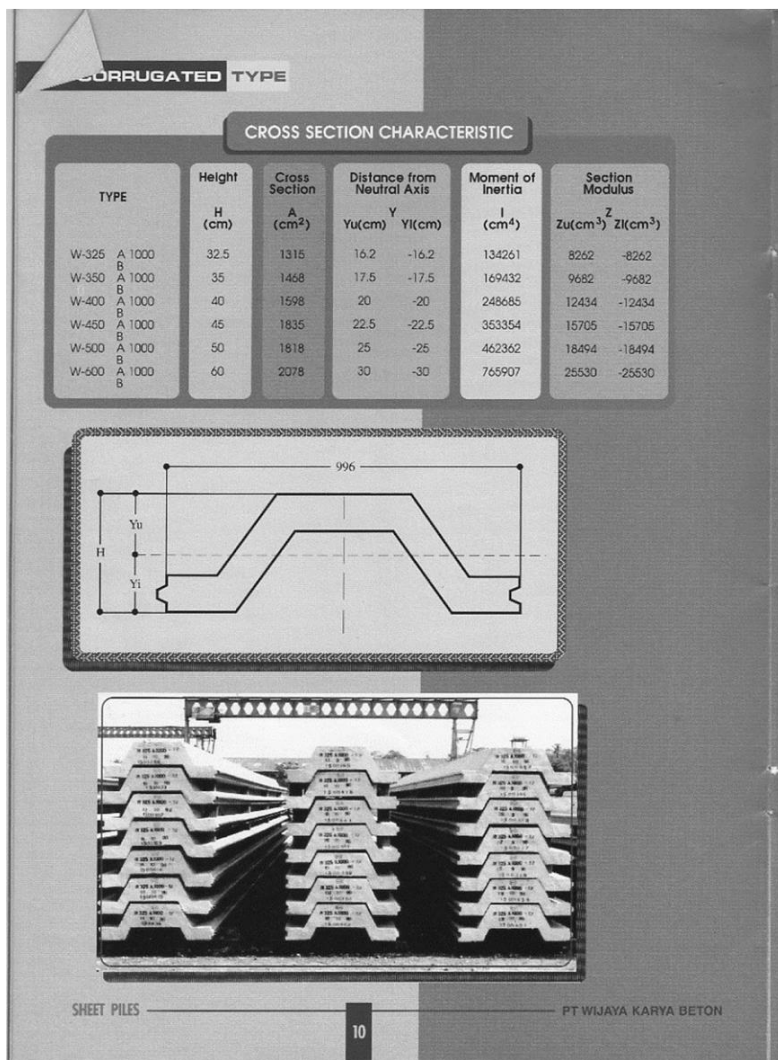 CORRUGATED TYPE
CROSS SECTION CHARACTERISTIC
TYPE
Height
H
(cm)
Cross
Section
A
(cm²)
Distance from
Neutral Axis
Y
Yu(cm) Yl(cm)
Moment of
Inertia
I
(cm⁴)
Section
Modulus
Z
Zu(cm³) Zl(cm³)
W-325 A 1000 32.5 1315 16.2 -16.2 134261 8262 -8262
B
W-350 A 1000 35 1468 17.5 -17.5 169432 9682 -9682
B
W-400 A 1000 40 1598 20 -20 248685 12434 -12434
B
W-450 A 1000 45 1835 22.5 -22.5 353354 15705 -15705
B
W-500 A 1000 50 1818 25 -25 462362 18494 -18494
B
W-600 A 1000 60 2078 30 -30 765907 25530 -25530
B
996
Yu
H
Yi
SHEET PILES
10
PT WIJAYA KARYA BETON